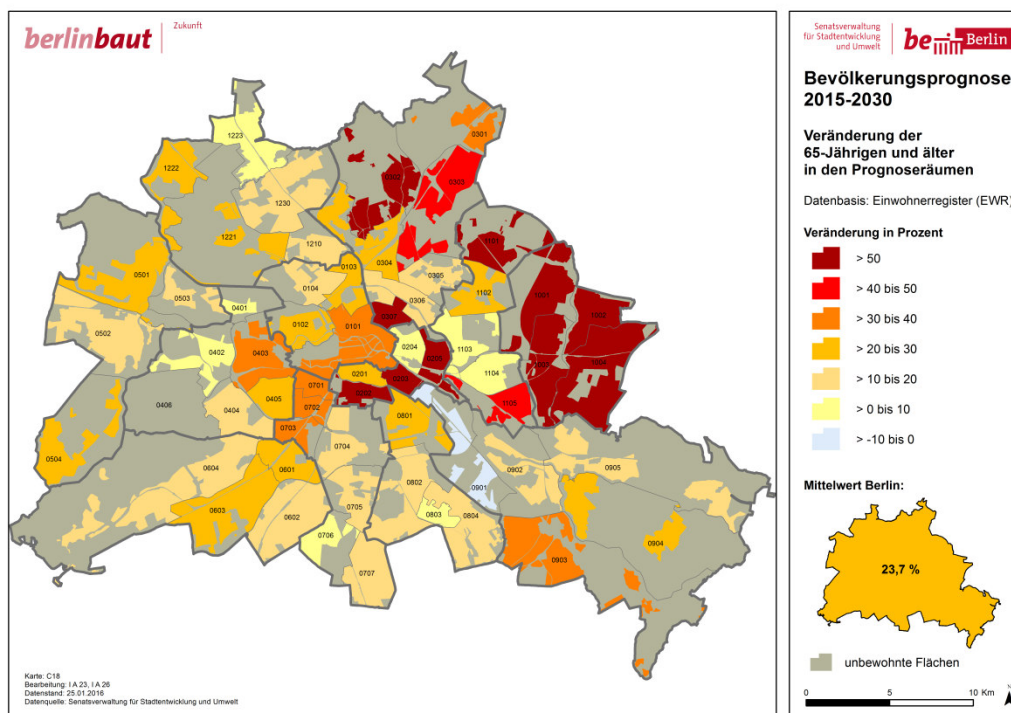 berlinbaut
Zukunft
1223
0301
1222
0302
0303
1230
1221
1210
1101
0501
0103
0304
0305
1102
1001
1002
0503
0104
0306
0401
0307
0502
0102
0101
0204
1103
0402
0403
0205
1003
1004
0201
1104
0406
0701
0203
0202
0405
0404
0702
1105
0801
0703
0504
0704
0604
0601
0902
0905
0802
0901
0603
0705
0602
0803
0804
0904
0706
0903
0707
Karte: C18
Bearbeitung: I A 23, I A 26
Datenstand: 25.01.2016
Datenquelle: Senatsverwaltung für Stadtentwicklung und Umwelt
Senatsverwaltung
für Stadtentwicklung
und Umwelt
be Berlin
Bevölkerungsprognose
2015-2030
Veränderung der
65-Jährigen und älter
in den Prognoseräumen
Datenbasis: Einwohnerregister (EWR)
Veränderung in Prozent
> 50
> 40 bis 50
> 30 bis 40
> 20 bis 30
> 10 bis 20
> 0 bis 10
> -10 bis 0
Mittelwert Berlin:
23,7 %
unbewohnte Flächen
0 5 10 Km
N